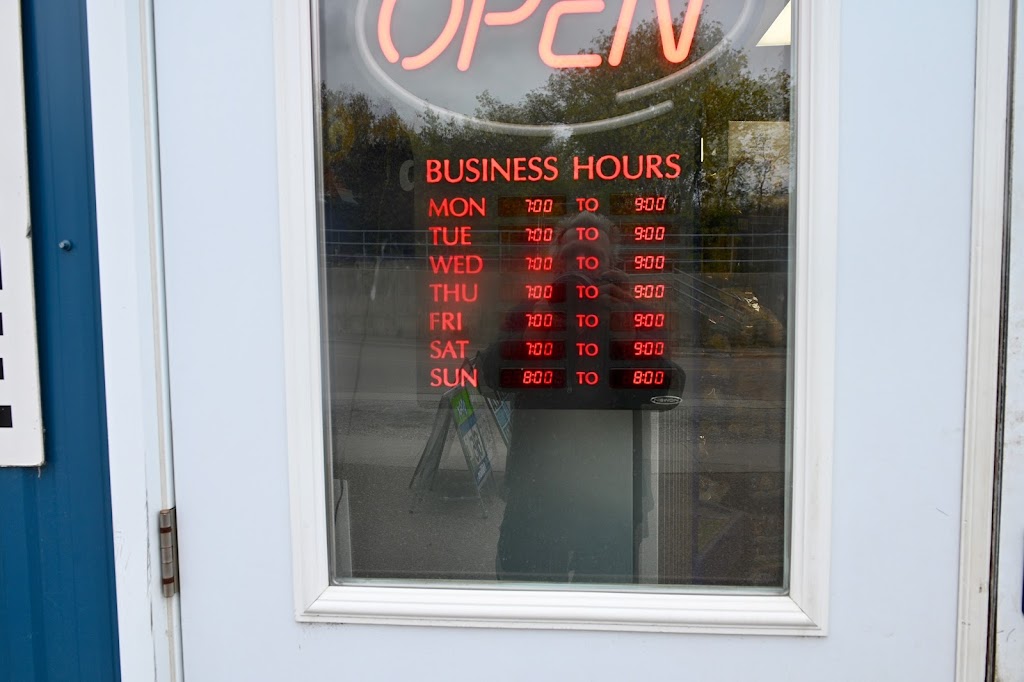 OPEN
BUSINESS HOURS
MON 7:00 TO 9:00
TUE 7:00 TO 9:00
WED 7:00 TO 9:00
THU 7:00 TO 9:00
FRI 7:00 TO 9:00
SAT 7:00 TO 9:00
SUN 8:00 TO 8:00